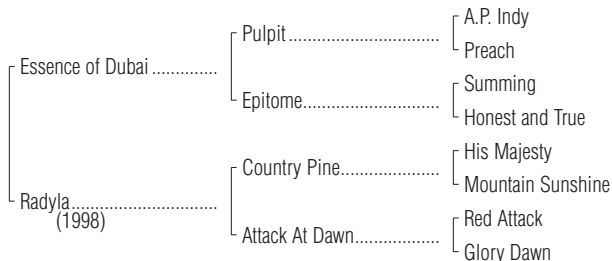 A.P. Indy
Pulpit
Preach
Essence of Dubai
Summing
Epitome
Honest and True
His Majesty
Country Pine
Mountain Sunshine
Radyla
(1998)
Red Attack
Attack At Dawn
Glory Dawn